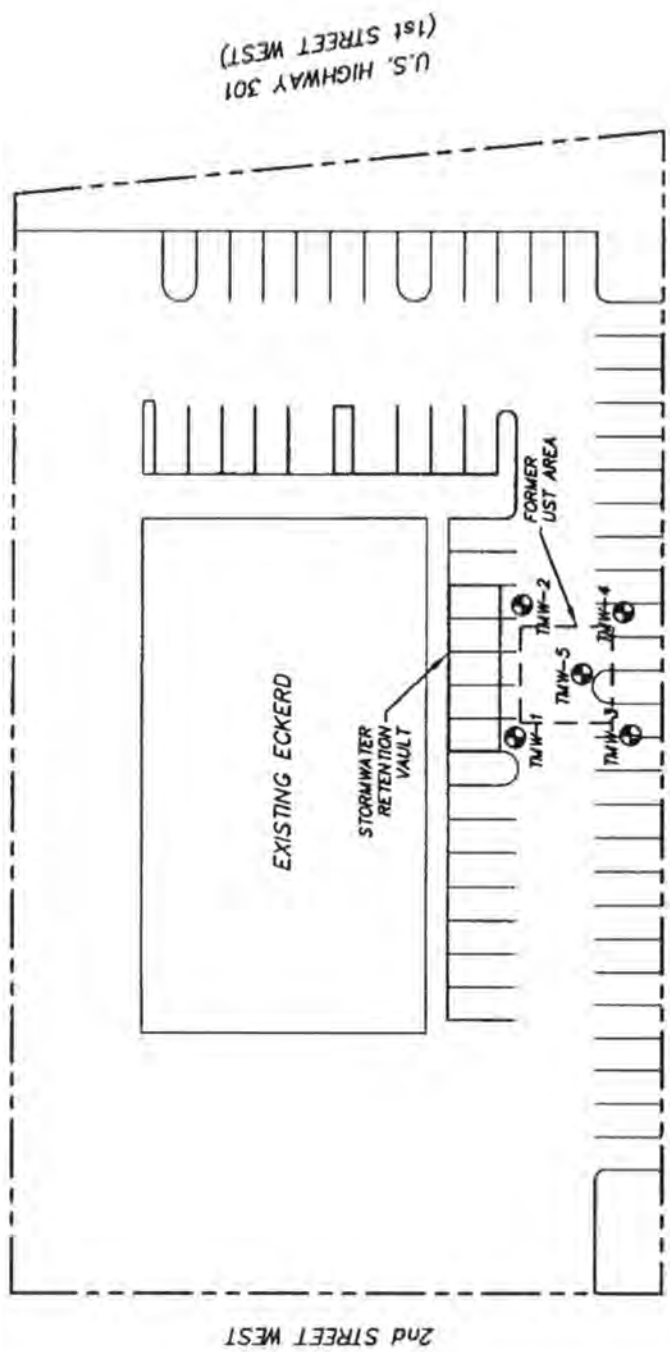 U.S. HIGHWAY 301
(1st STREET WEST)
EXISTING ECKERD
STORMWATER
RETENTION
VAULT
FORMER
UST AREA
TMW-1
TMW-2
TMW-5
TMW-3
TMW-4
2nd STREET WEST